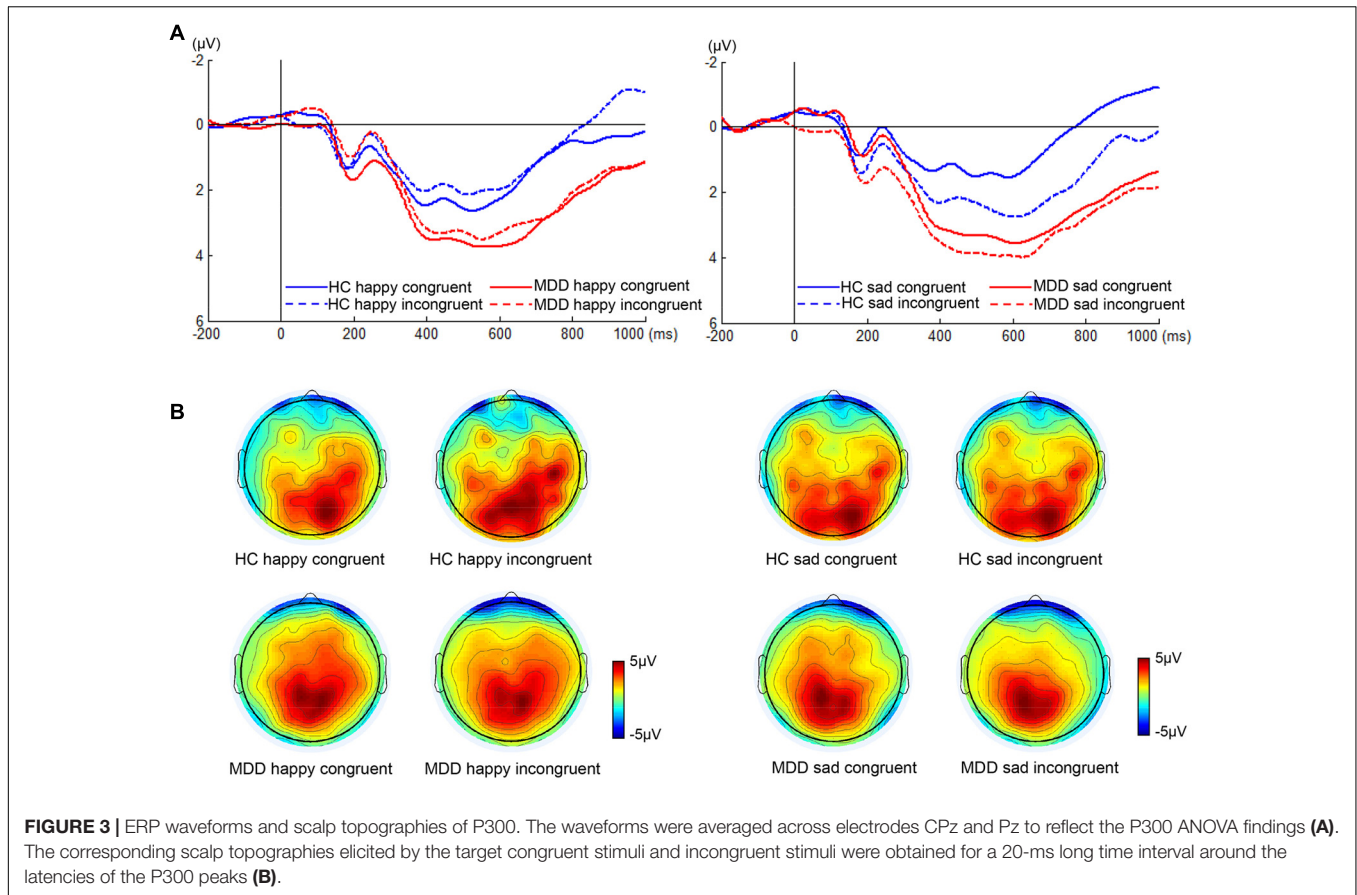 A
(μV)
-2
0
2
4
6
-200 0 200 400 600 800 1000 (ms)
HC happy congruent MDD happy congruent
HC happy incongruent MDD happy incongruent
(μV)
-2
0
2
4
6
-200 0 200 400 600 800 1000 (ms)
HC sad congruent MDD sad congruent
HC sad incongruent MDD sad incongruent
B
HC happy congruent HC happy incongruent HC sad congruent HC sad incongruent
5μV
-5μV
5μV
-5μV
MDD happy congruent MDD happy incongruent MDD sad congruent MDD sad incongruent
FIGURE 3 | ERP waveforms and scalp topographies of P300. The waveforms were averaged across electrodes CPz and Pz to reflect the P300 ANOVA findings (A).
The corresponding scalp topographies elicited by the target congruent stimuli and incongruent stimuli were obtained for a 20-ms long time interval around the
latencies of the P300 peaks (B).